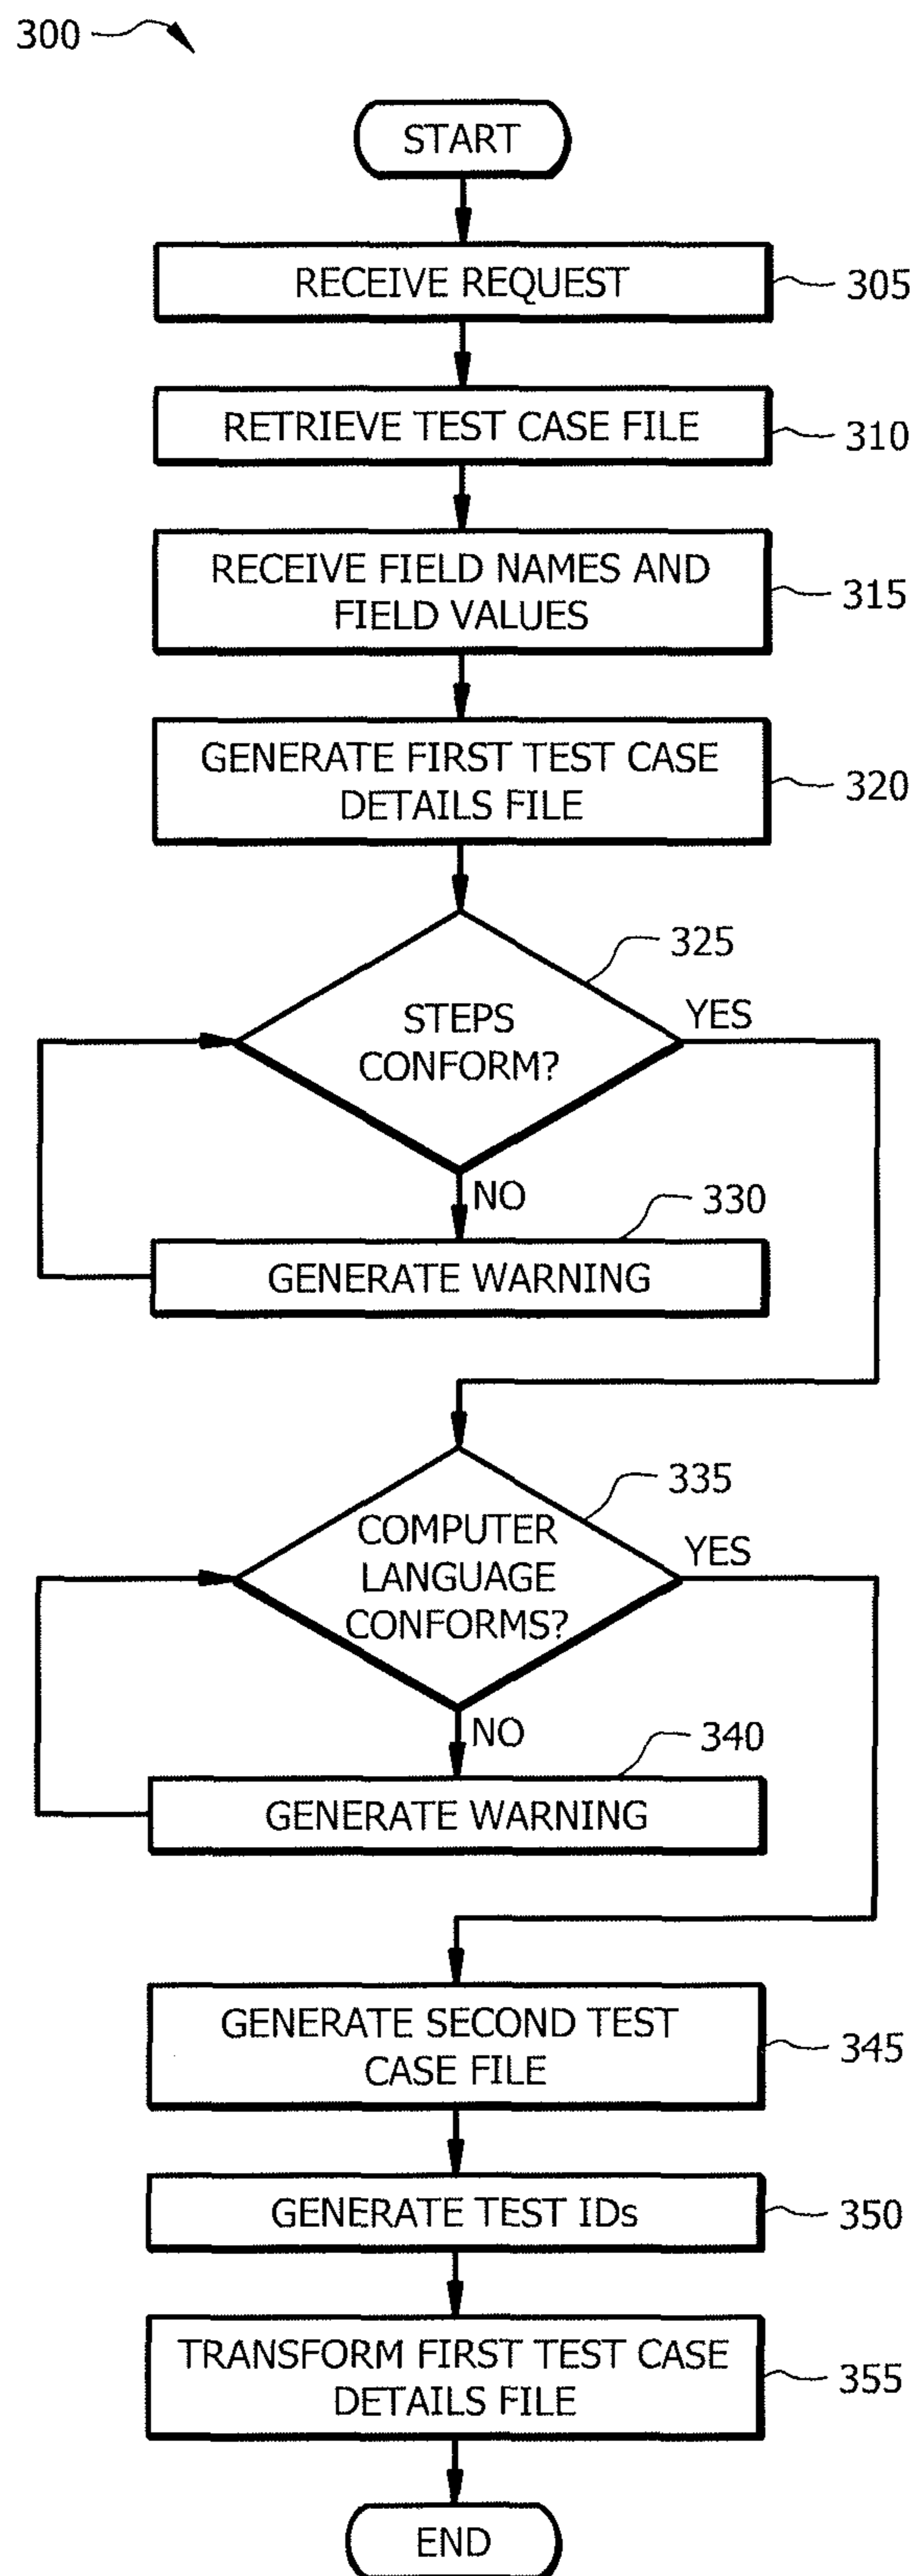 300
START
RECEIVE REQUEST
305
RETRIEVE TEST CASE FILE
310
RECEIVE FIELD NAMES AND
FIELD VALUES
315
GENERATE FIRST TEST CASE
DETAILS FILE
320
325
STEPS
CONFORM?
YES
NO
330
GENERATE WARNING
335
COMPUTER
LANGUAGE
CONFORMS?
YES
NO
340
GENERATE WARNING
GENERATE SECOND TEST
CASE FILE
345
GENERATE TEST IDs
350
TRANSFORM FIRST TEST CASE
DETAILS FILE
355
END